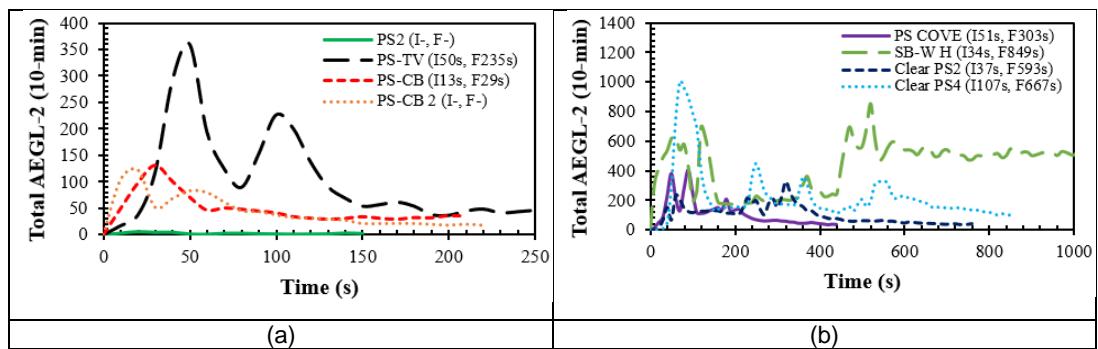 Total AEGL-2 (10-min)
400
350
300
250
200
150
100
50
0
PS2 (I-, F-)
PS-TV (I50s, F235s)
PS-CB (I13s, F29s)
PS-CB 2 (I-, F-)
0 50 100 150 200 250
Time (s)
(a)
Total AEGL-2 (10-min)
1400
1200
1000
800
600
400
200
0
PS COVE (I51s, F303s)
SB-W H (I34s, F849s)
Clear PS2 (I37s, F593s)
Clear PS4 (I107s, F667s)
0 200 400 600 800 1000
Time (s)
(b)